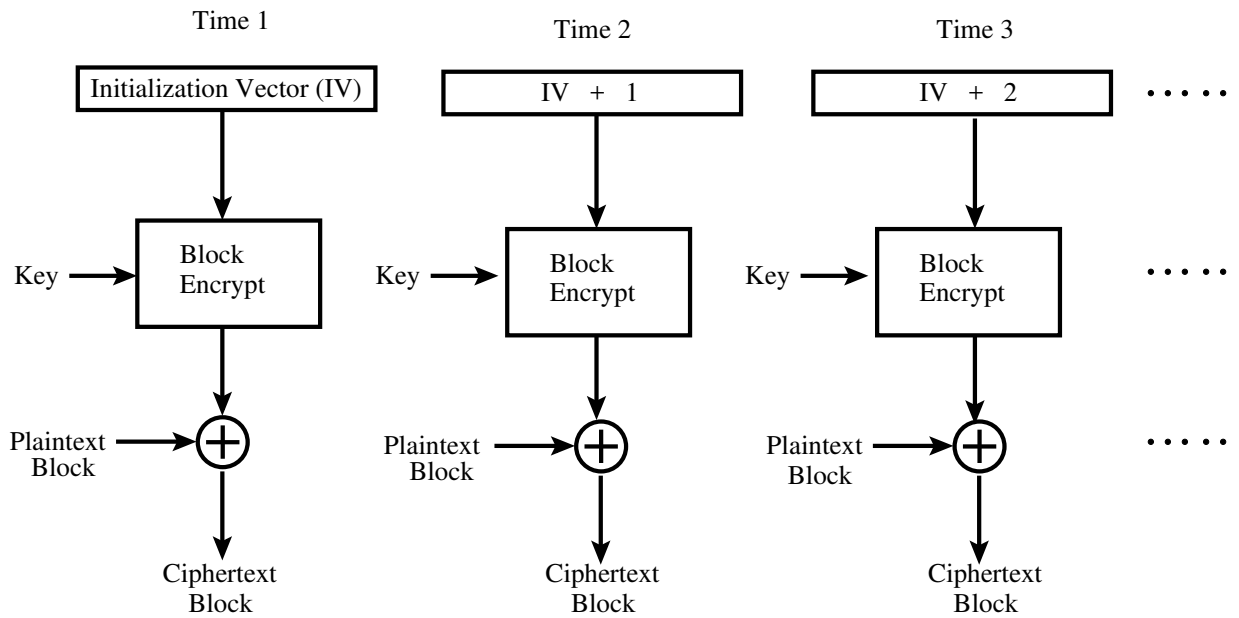 Time 1
Time 2
Time 3
Initialization Vector (IV)
IV + 1
IV + 2
Key
Block
Encrypt
Key
Block
Encrypt
Key
Block
Encrypt
Plaintext
Block
Plaintext
Block
Plaintext
Block
Ciphertext
Block
Ciphertext
Block
Ciphertext
Block